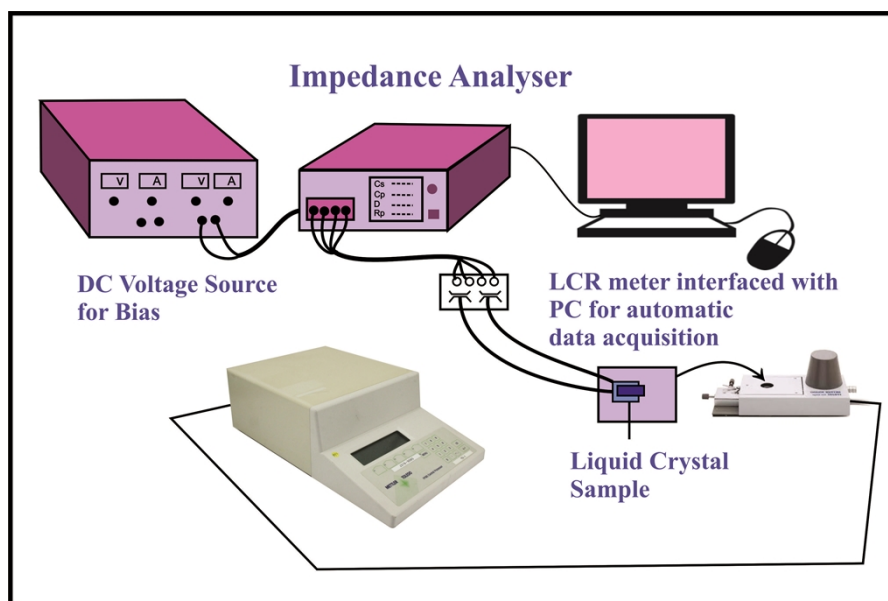 Impedance Analyser
V A V A
Cs
Cp
D
Rp
DC Voltage Source
for Bias
LCR meter interfaced with
PC for automatic
data acquisition
Liquid Crystal
Sample